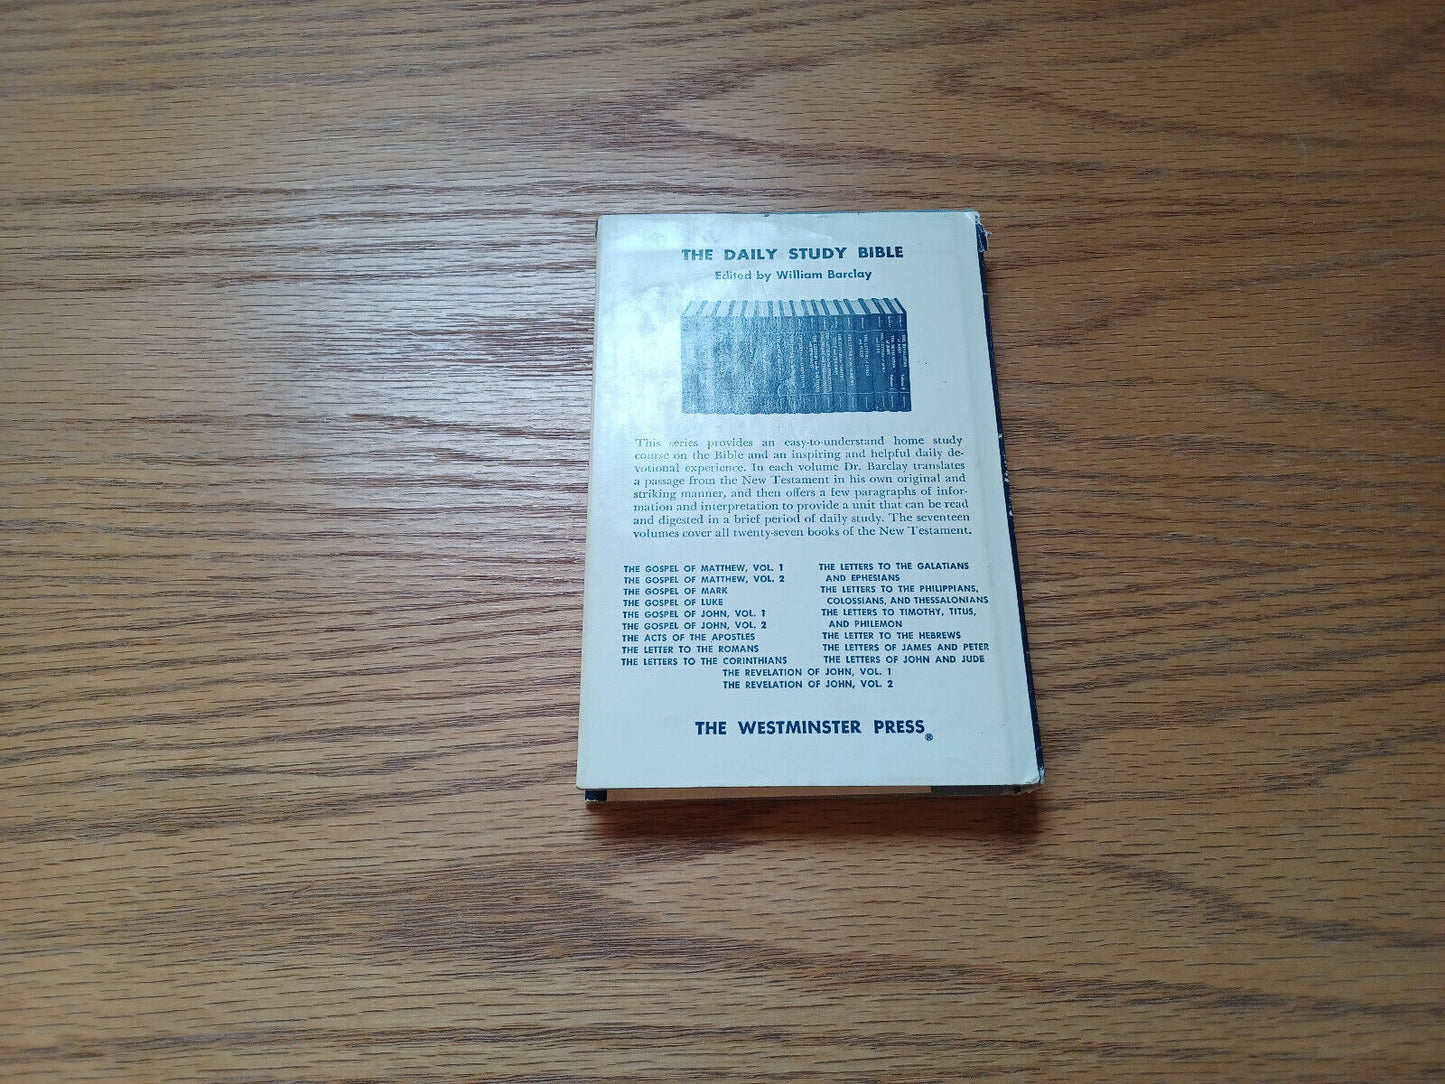 THE DAILY STUDY BIBLE
Edited by William Barclay
This series provides an easy-to-understand home study
course on the Bible and an inspiring and helpful daily de-
votional experience. In each volume Dr. Barclay translates
a passage from the New Testament in his own original and
striking manner, and then offers a few paragraphs of infor-
mation and interpretation to provide a unit that can be read
and digested in a brief period of daily study. The seventeen
volumes cover all twenty-seven books of the New Testament.
THE GOSPEL OF MATTHEW, VOL. 1
THE GOSPEL OF MATTHEW, VOL. 2
THE GOSPEL OF MARK
THE GOSPEL OF LUKE
THE GOSPEL OF JOHN, VOL. 1
THE GOSPEL OF JOHN, VOL. 2
THE ACTS OF THE APOSTLES
THE LETTER TO THE ROMANS
THE LETTERS TO THE CORINTHIANS
THE LETTERS TO THE GALATIANS
AND EPHESIANS
THE LETTERS TO THE PHILIPPIANS,
COLOSSIANS, AND THESSALONIANS
THE LETTERS TO TIMOTHY, TITUS,
AND PHILEMON
THE LETTER TO THE HEBREWS
THE LETTERS OF JAMES AND PETER
THE LETTERS OF JOHN AND JUDE
THE REVELATION OF JOHN, VOL. 1
THE REVELATION OF JOHN, VOL. 2
THE WESTMINSTER PRESS®